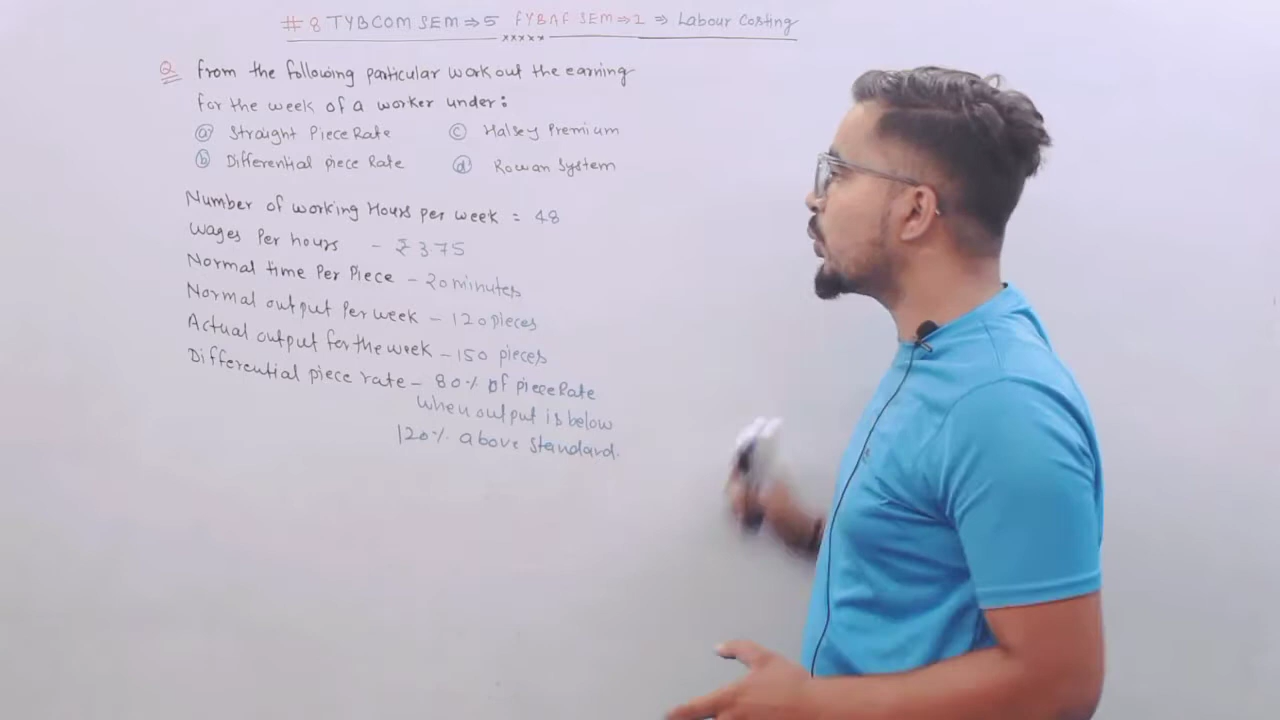 # 8 TYBCOM SEM ⇒ 5 FYBAF SEM ⇒ 1 ⇒ Labour Costing
xxxxx
Q from the following particular work out the earning
for the week of a worker under:
a Straight Piece Rate c Halsey Premium
b Differential piece Rate d Rowan System
Number of working Hours per week = 48
Wages Per hours - ₹ 3.75
Normal time Per Piece - 20 minutes
Normal output Per week - 120 pieces
Actual output for the week - 150 pieces
Differential piece rate - 80% of piece Rate
When output is below
120% above standard.